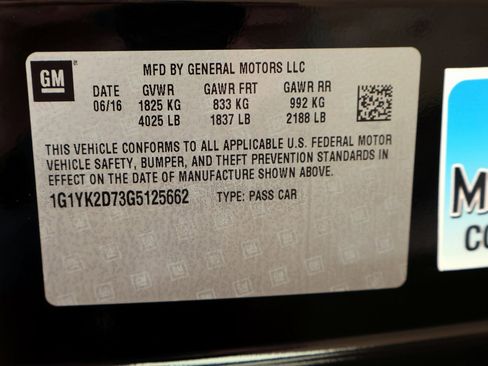 GM
MFD BY GENERAL MOTORS LLC
DATE GVWR GAWR FRT GAWR RR
06/16 1825 KG 833 KG 992 KG
4025 LB 1837 LB 2188 LB
THIS VEHICLE CONFORMS TO ALL APPLICABLE U.S. FEDERAL MOTOR
VEHICLE SAFETY, BUMPER, AND THEFT PREVENTION STANDARDS IN
EFFECT ON THE DATE OF MANUFACTURE SHOWN ABOVE.
1G1YK2D73G5125662 TYPE: PASS CAR
M
CO